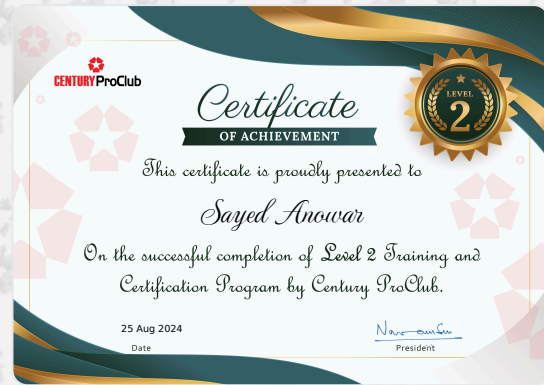 CENTURY ProClub
Certificate
OF ACHIEVEMENT
LEVEL
2
This certificate is proudly presented to
Sayed Anowar
On the successful completion of Level 2 Training and
Certification Program by Century ProClub.
25 Aug 2024
Date
President